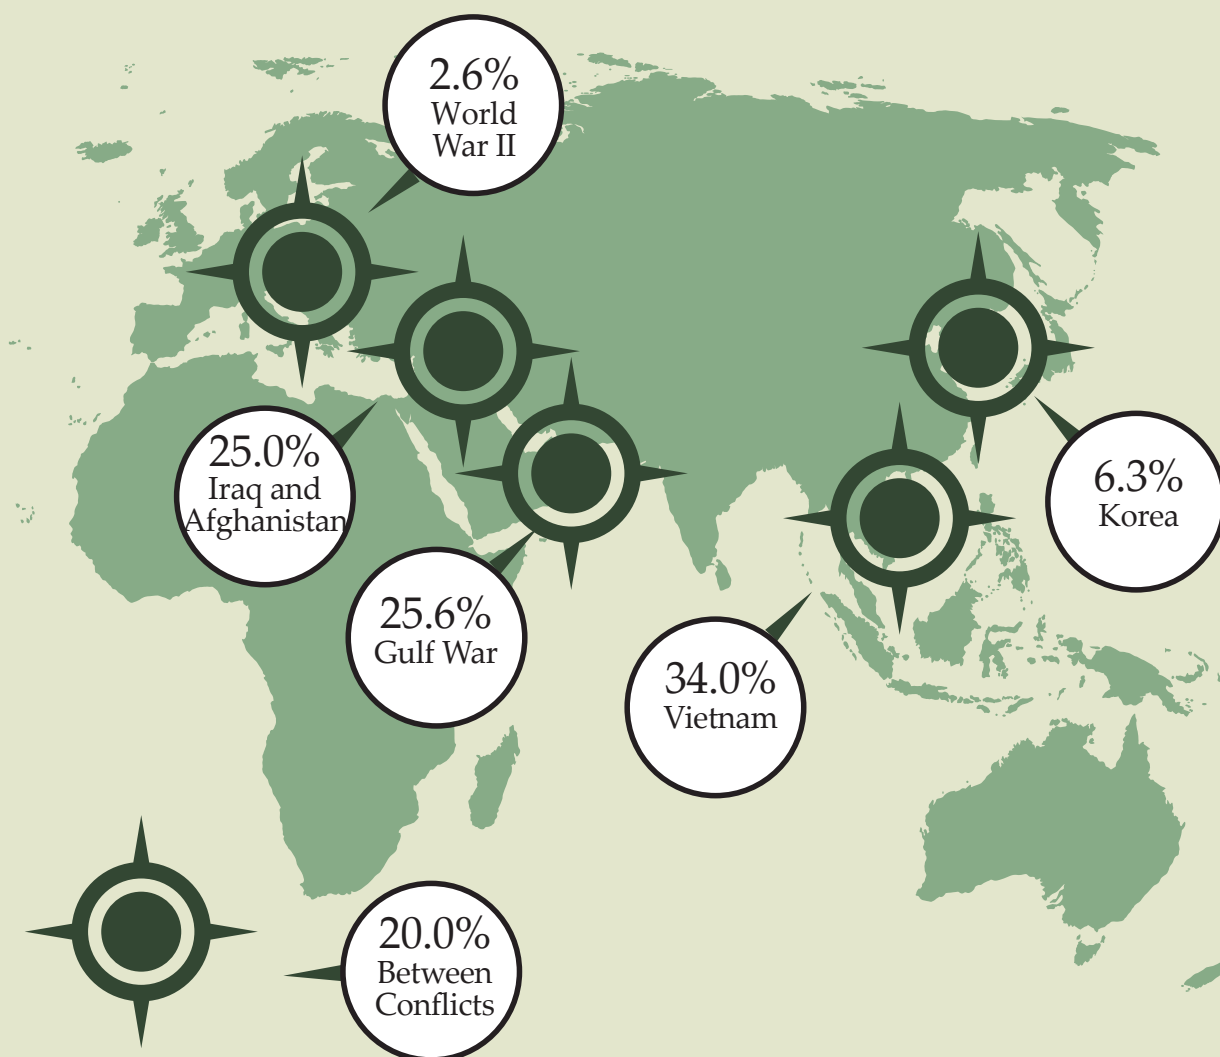 2.6%
World
War II
25.0%
Iraq and
Afghanistan
25.6%
Gulf War
34.0%
Vietnam
6.3%
Korea
20.0%
Between
Conflicts